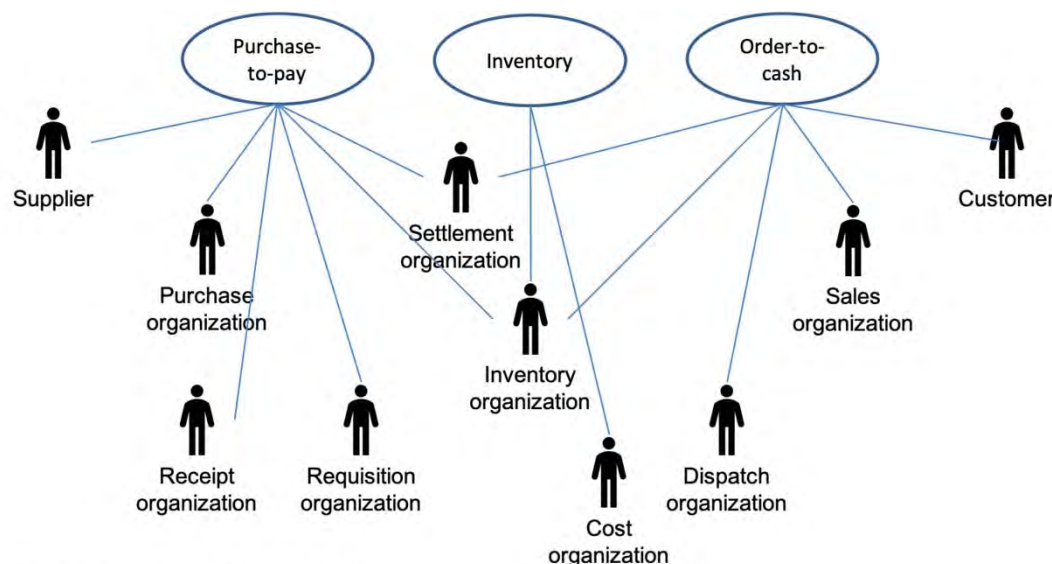 Purchase-
to-pay
Inventory
Order-to-
cash
Supplier
Customer
Settlement
organization
Purchase
organization
Sales
organization
Inventory
organization
Receipt
organization
Requisition
organization
Dispatch
organization
Cost
organization